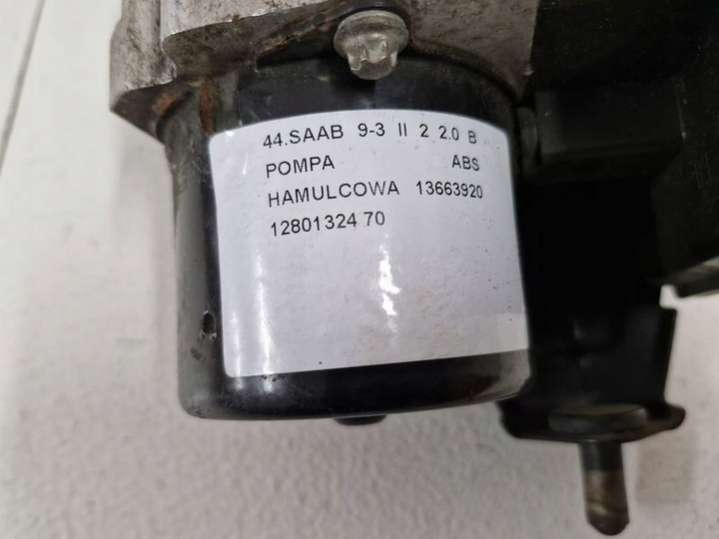 44.SAAB 9-3 II 2 2.0 B
POMPA ABS
HAMULCOWA 13663920
12801324 70